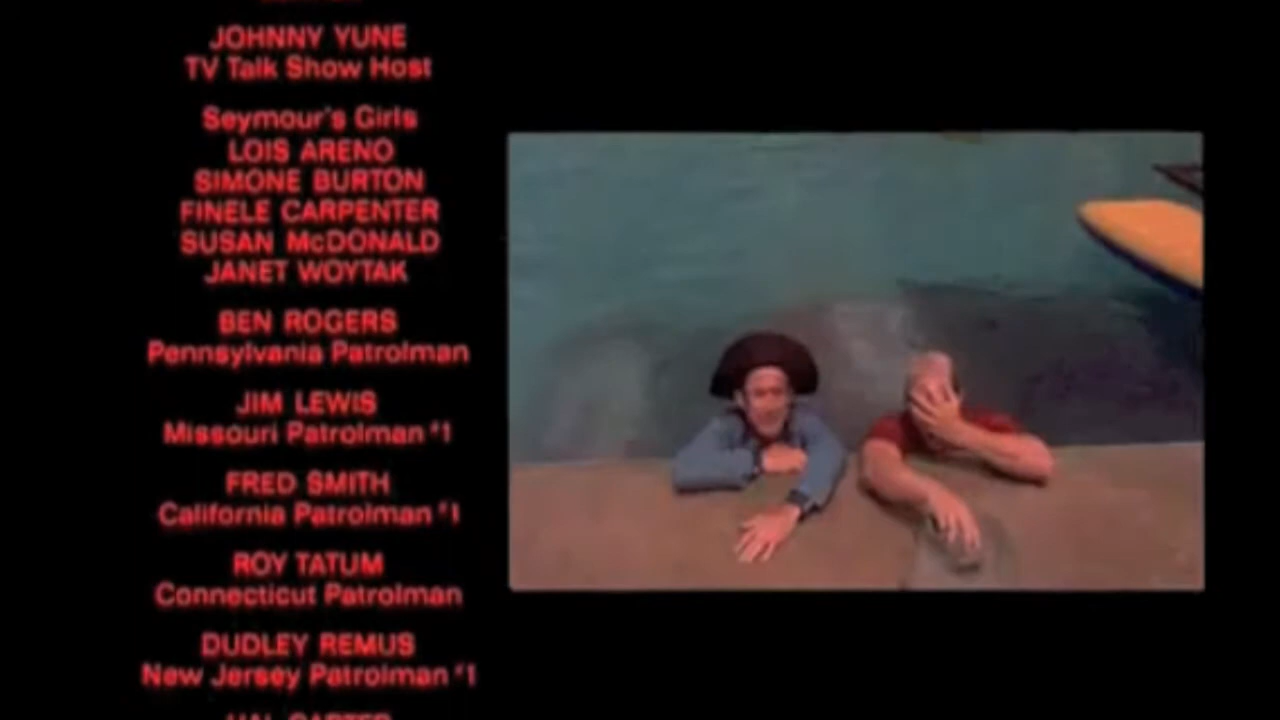 JOHNNY YUNE
TV Talk Show Host
Seymour's Girls
LOIS ARENO
SIMONE BURTON
FINELE CARPENTER
SUSAN McDONALD
JANET WOYTAK
BEN ROGERS
Pennsylvania Patrolman
JIM LEWIS
Missouri Patrolman #1
FRED SMITH
California Patrolman #1
ROY TATUM
Connecticut Patrolman
DUDLEY REMUS
New Jersey Patrolman #1